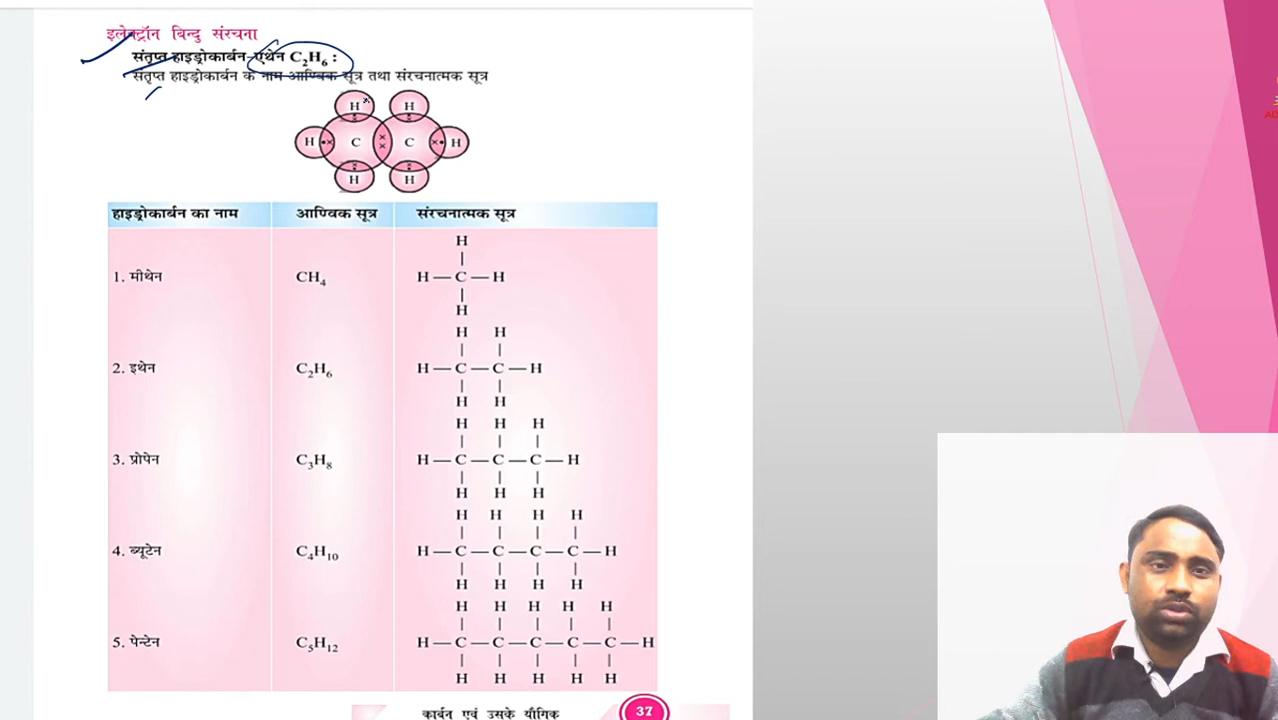 इलेक्ट्रॉन बिन्दु संरचना
संतृप्त हाइड्रोकार्बन-एथेन C₂H₆ :
संतृप्त हाइड्रोकार्बन के नाम आण्विक सूत्र तथा संरचनात्मक सूत्र
H H
H C C H
H H
हाइड्रोकार्बन का नाम आण्विक सूत्र संरचनात्मक सूत्र
H
|
1. मीथेन CH₄ H — C — H
|
H
H H
| |
2. इथेन C₂H₆ H — C — C — H
| |
H H
H H H
| | |
3. प्रोपेन C₃H₈ H — C — C — C — H
| | |
H H H
H H H H
| | | |
4. ब्यूटेन C₄H₁₀ H — C — C — C — C — H
| | | |
H H H H
H H H H H
| | | | |
5. पेन्टेन C₅H₁₂ H — C — C — C — C — C — H
| | | | |
H H H H H
कार्बन एवं उसके यौगिक 37